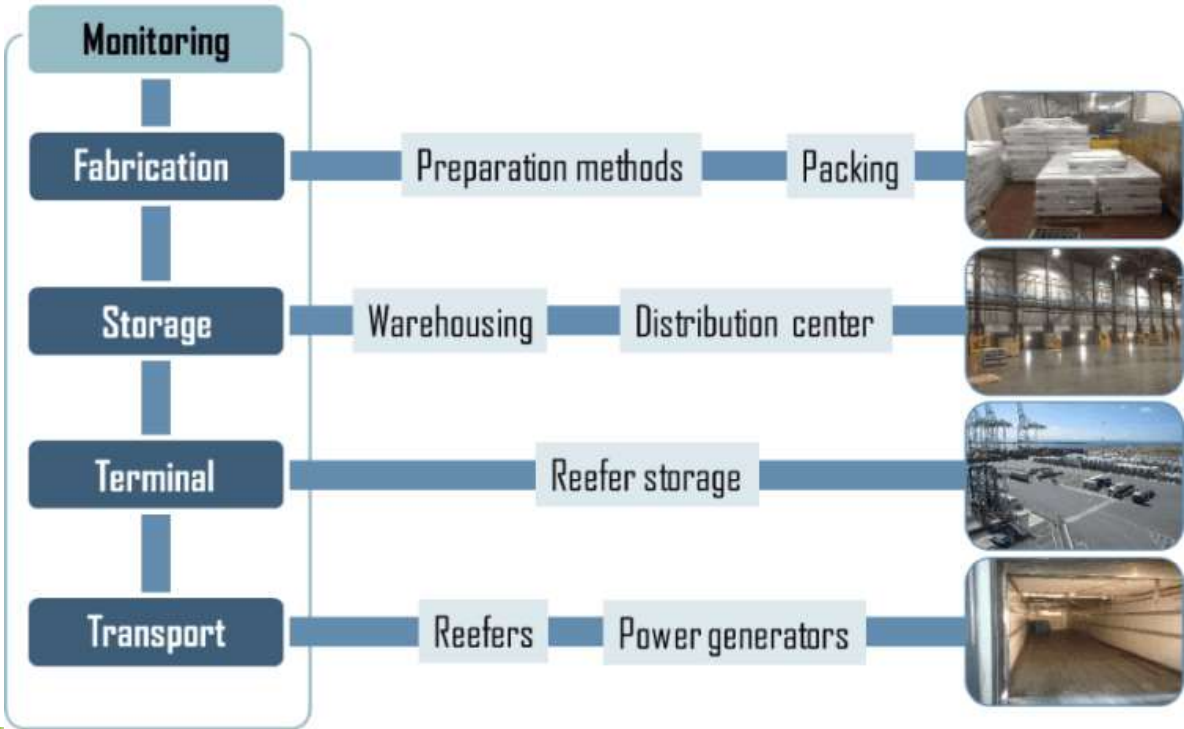 Monitoring
Fabrication
Preparation methods
Packing
Storage
Warehousing
Distribution center
Terminal
Reefer storage
Transport
Reefers
Power generators